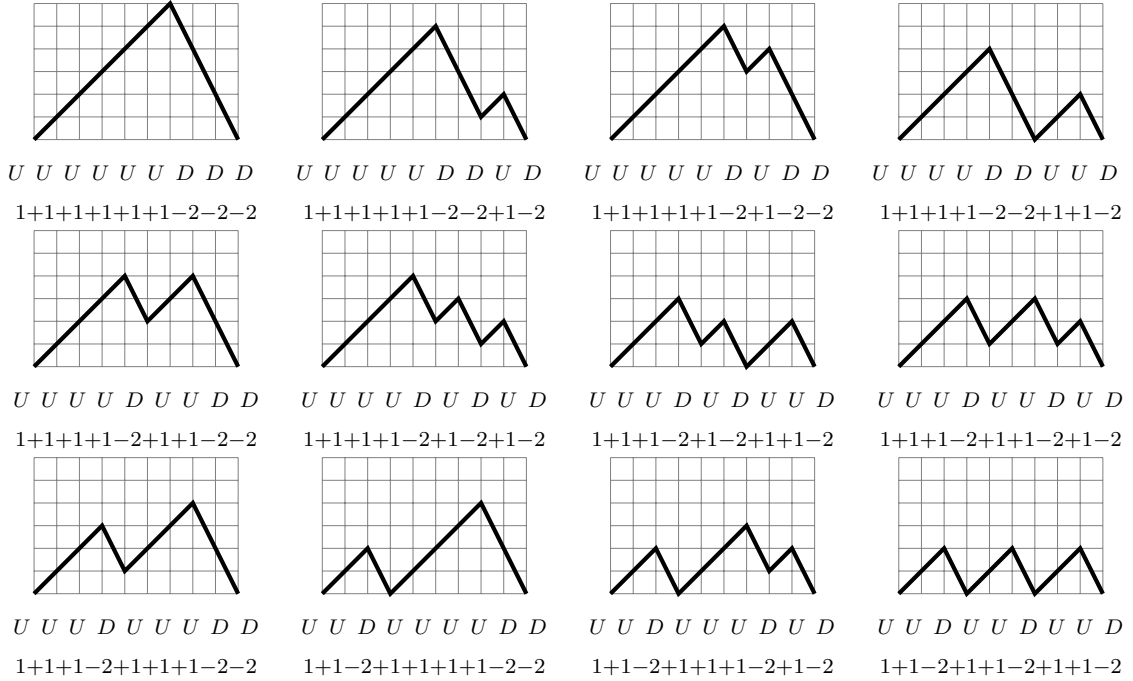 U U U U U U D D D
U U U U U D D U D
U U U U U D U D D
U U U U D D U U D
1+1+1+1+1+1−2−2−2
1+1+1+1+1−2−2+1−2
1+1+1+1+1−2+1−2−2
1+1+1+1−2−2+1+1−2
U U U U D U U D D
U U U U D U D U D
U U U D U D U U D
U U U D U U D U D
1+1+1+1−2+1+1−2−2
1+1+1+1−2+1−2+1−2
1+1+1−2+1−2+1+1−2
1+1+1−2+1+1−2+1−2
U U U D U U U D D
U U D U U U U D D
U U D U U U D U D
U U D U U D U U D
1+1+1−2+1+1+1−2−2
1+1−2+1+1+1+1−2−2
1+1−2+1+1+1−2+1−2
1+1−2+1+1−2+1+1−2